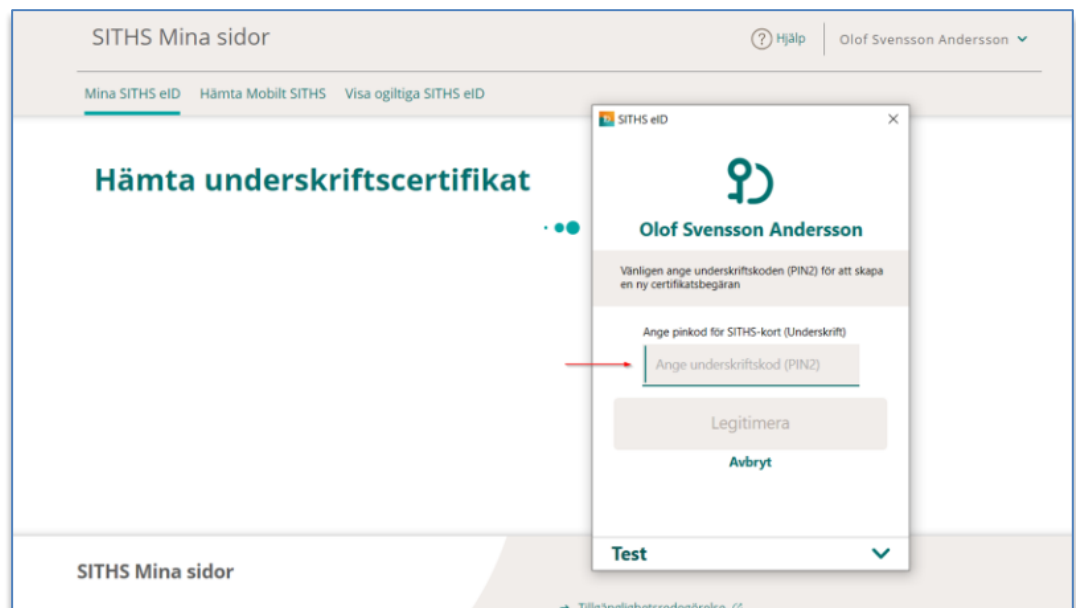 SITHS Mina sidor
? Hjälp
Olof Svensson Andersson
Mina SITHS eID
Hämta Mobilt SITHS
Visa ogiltiga SITHS eID
Hämta underskriftscertifikat
SITHS eID
Olof Svensson Andersson
Vänligen ange underskriftskoden (PIN2) för att skapa
en ny certifikatsbegäran
Ange pinkod för SITHS-kort (Underskrift)
Ange underskriftskod (PIN2)
Legitimera
Avbryt
Test
SITHS Mina sidor
Tillgänglighetsredogörelse